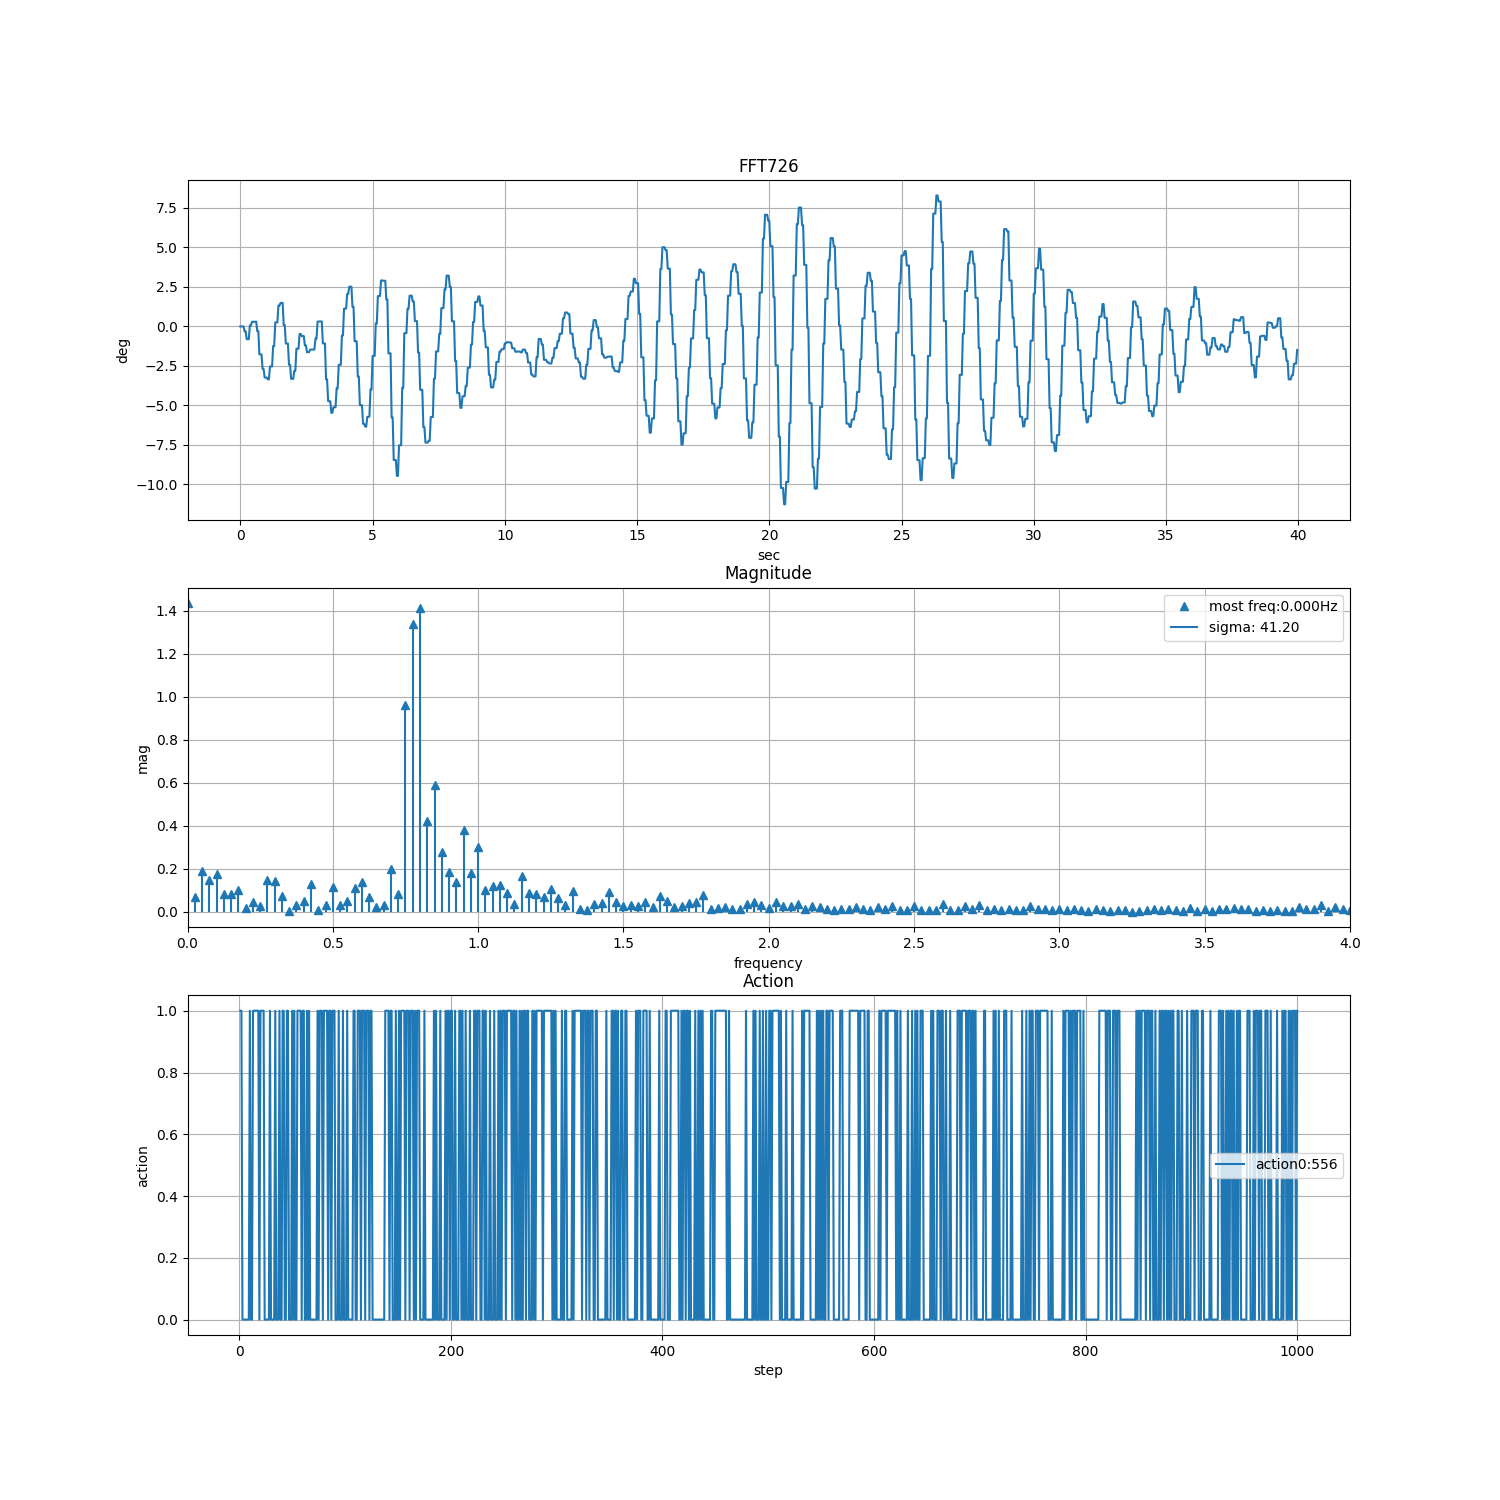 FFT726
7.5
5.0
2.5
0.0
−2.5
−5.0
−7.5
−10.0
deg
0 5 10 15 20 25 30 35 40
sec
Magnitude
1.4
1.2
1.0
0.8
0.6
0.4
0.2
0.0
mag
most freq:0.000Hz
sigma: 41.20
0.0 0.5 1.0 1.5 2.0 2.5 3.0 3.5 4.0
frequency
Action
1.0
0.8
0.6
0.4
0.2
0.0
action
action0:556
0 200 400 600 800 1000
step